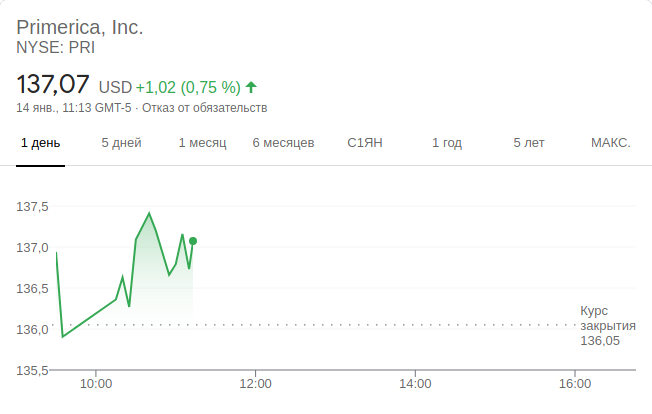 Primerica, Inc.
NYSE: PRI
137,07 USD +1,02 (0,75 %)
14 янв., 11:13 GMT-5 · Отказ от обязательств
1 день 5 дней 1 месяц 6 месяцев С1ЯН 1 год 5 лет МАКС.
137,5
137,0
136,5
136,0
135,5
Курс
закрытия
136,05
10:00 12:00 14:00 16:00